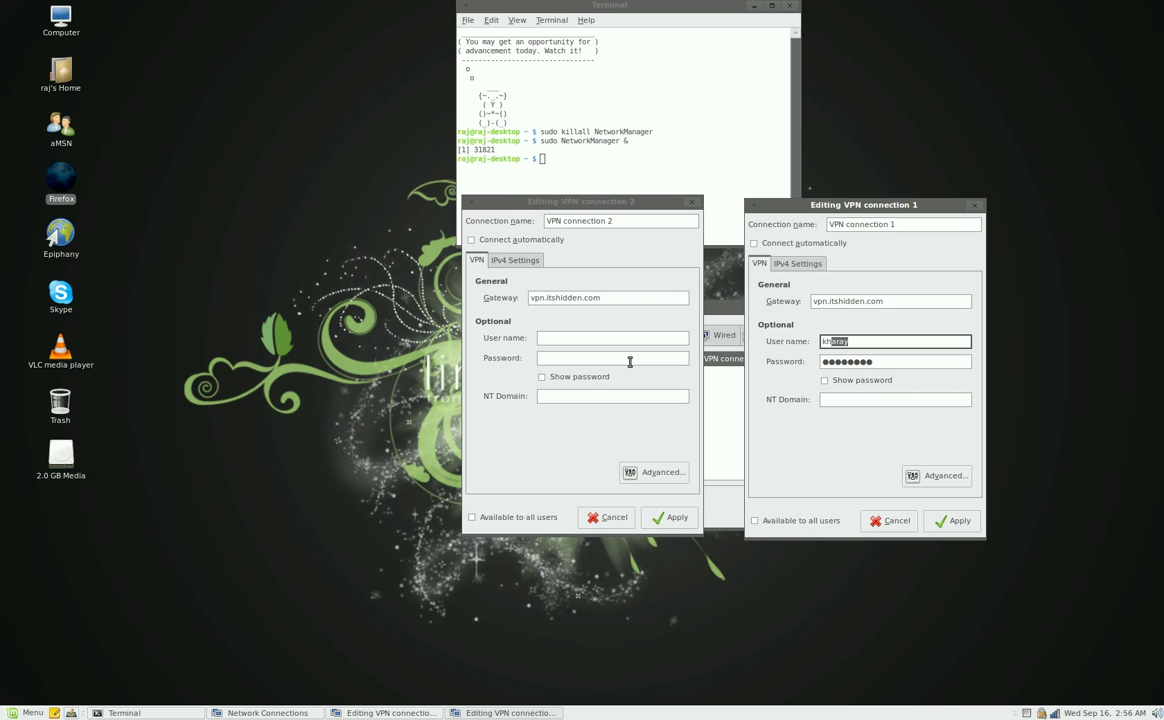 Computer
raj's Home
aMSN
Firefox
Epiphany
Skype
VLC media player
Trash
2.0 GB Media
Terminal
File Edit View Terminal Help
( You may get an opportunity for )
( advancement today. Watch it! )
--------------------------------
o
o
___
{~._.~}
( Y )
()~*~()
(_)-(_)
raj@raj-desktop ~ $ sudo killall NetworkManager
raj@raj-desktop ~ $ sudo NetworkManager &
[1] 31821
raj@raj-desktop ~ $
Editing VPN connection 2
Connection name: VPN connection 2
Connect automatically
VPN IPv4 Settings
General
Gateway: vpn.itshidden.com
Optional
User name:
Password:
Show password
NT Domain:
Advanced...
Available to all users Cancel Apply
Wired
VPN conne
Editing VPN connection 1
Connection name: VPN connection 1
Connect automatically
VPN IPv4 Settings
General
Gateway: vpn.itshidden.com
Optional
User name: kharay
Password: ●●●●●●●●
Show password
NT Domain:
Advanced...
Available to all users Cancel Apply
Menu Terminal Network Connections Editing VPN connectio... Editing VPN connectio... Wed Sep 16, 2:56 AM